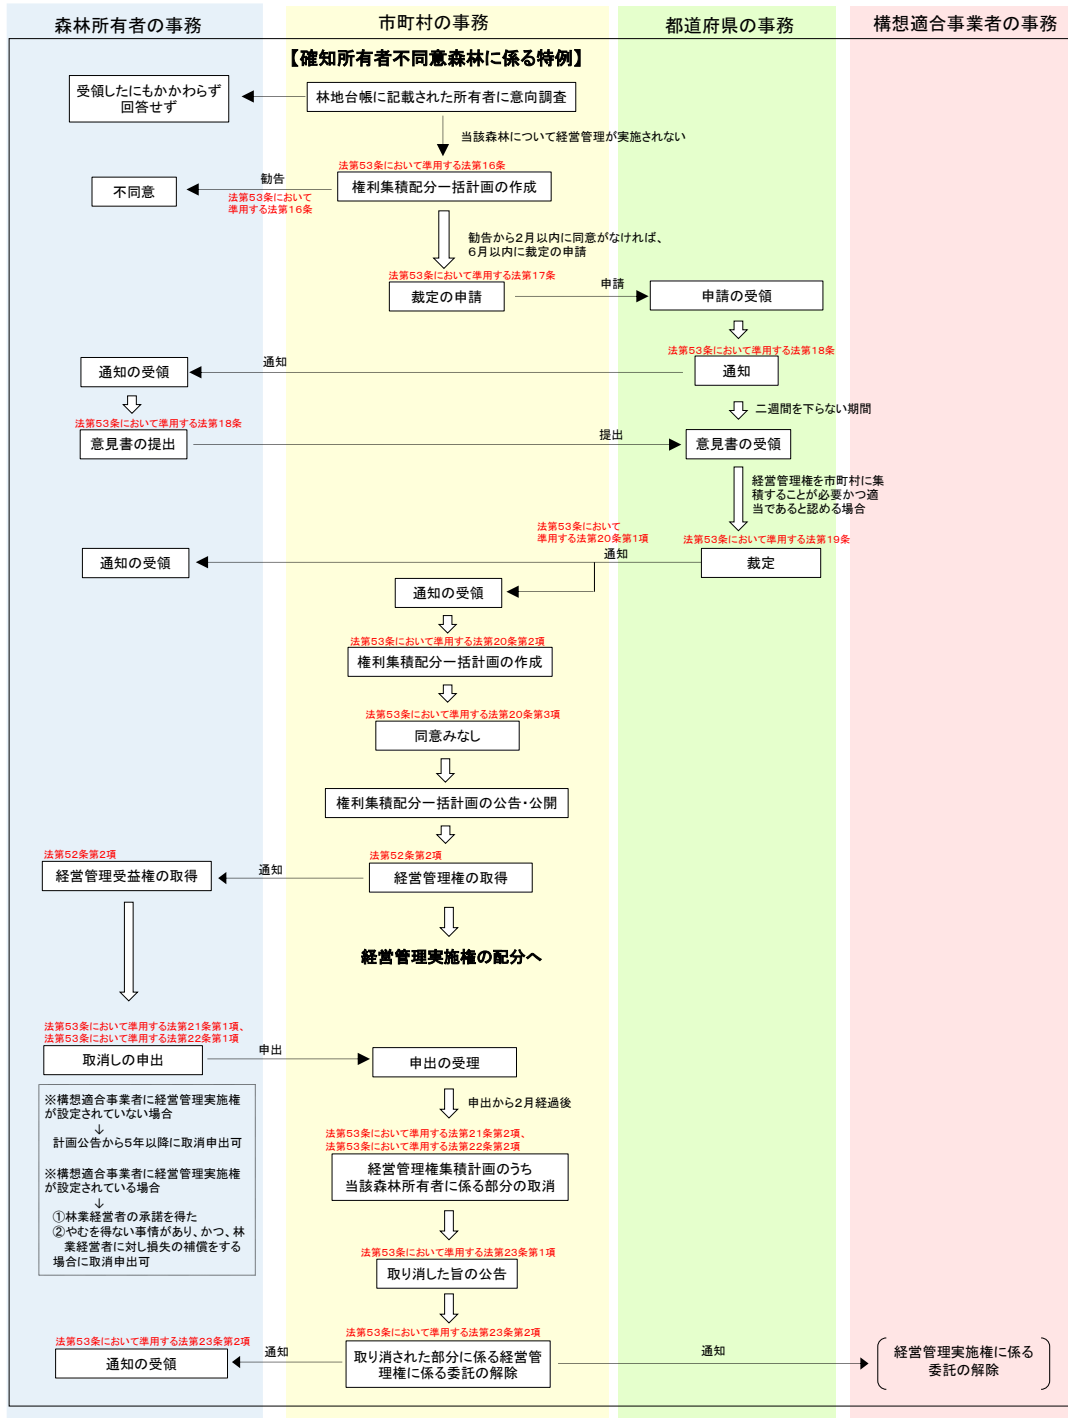 森林所有者の事務
市町村の事務
都道府県の事務
構想適合事業者の事務
【確知所有者不同意森林に係る特例】
受領したにもかかわらず
回答せず
林地台帳に記載された所有者に意向調査
当該森林について経営管理が実施されない
法第53条において準用する法第16条
権利集積配分一括計画の作成
勧告
法第53条において
準用する法第16条
不同意
勧告から2月以内に同意がなければ、
6月以内に裁定の申請
法第53条において準用する法第17条
裁定の申請
申請
申請の受領
法第53条において準用する法第18条
通知
通知
通知の受領
二週間を下らない期間
法第53条において準用する法第18条
意見書の提出
提出
意見書の受領
経営管理権を市町村に集
積することが必要かつ適
当であると認める場合
法第53条において
準用する法第20条第1項
通知
法第53条において準用する法第19条
裁定
通知の受領
通知の受領
法第53条において準用する法第20条第2項
権利集積配分一括計画の作成
法第53条において準用する法第20条第3項
同意みなし
権利集積配分一括計画の公告・公開
法第52条第2項
経営管理受益権の取得
通知
法第52条第2項
経営管理権の取得
経営管理実施権の配分へ
法第53条において準用する法第21条第1項、
法第53条において準用する法第22条第1項
取消しの申出
申出
申出の受理
申出から2月経過後
※構想適合事業者に経営管理実施権
が設定されていない場合
↓
計画公告から5年以降に取消申出可
※構想適合事業者に経営管理実施権
が設定されている場合
↓
①林業経営者の承諾を得た
②やむを得ない事情があり、かつ、林
業経営者に対し損失の補償をする
場合に取消申出可
法第53条において準用する法第21条第2項、
法第53条において準用する法第22条第2項
経営管理権集積計画のうち
当該森林所有者に係る部分の取消
法第53条において準用する法第23条第1項
取り消した旨の公告
法第53条において準用する法第23条第2項
通知の受領
通知
法第53条において準用する法第23条第2項
取り消された部分に係る経営管
理権に係る委託の解除
通知
経営管理実施権に係る
委託の解除